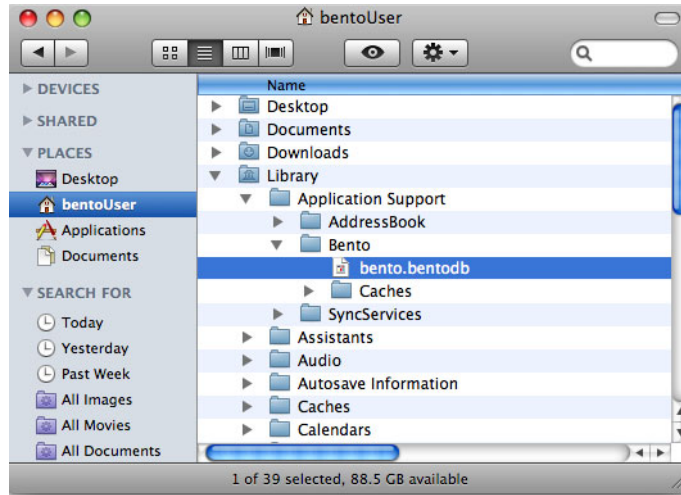 bentoUser
DEVICES
SHARED
PLACES
Desktop
bentoUser
Applications
Documents
SEARCH FOR
Today
Yesterday
Past Week
All Images
All Movies
All Documents
Name
Desktop
Documents
Downloads
Library
Application Support
AddressBook
Bento
bento.bentodb
Caches
SyncServices
Assistants
Audio
Autosave Information
Caches
Calendars
1 of 39 selected, 88.5 GB available